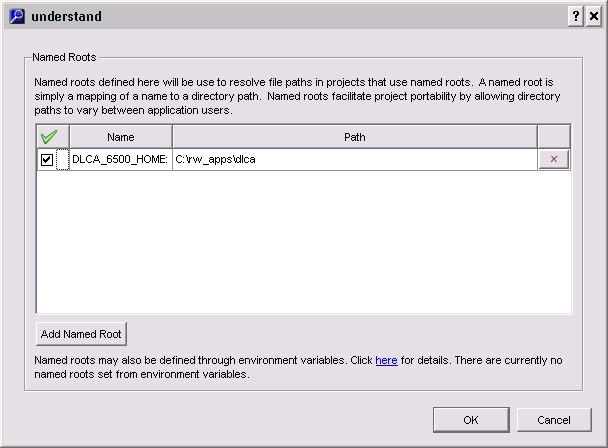 understand
Named Roots
Named roots defined here will be use to resolve file paths in projects that use named roots. A named root is
simply a mapping of a name to a directory path. Named roots facilitate project portability by allowing directory
paths to vary between application users.
Name Path
DLCA_6500_HOME: C:\rw_apps\dlca
Add Named Root
Named roots may also be defined through environment variables. Click here for details. There are currently no
named roots set from environment variables.
OK Cancel